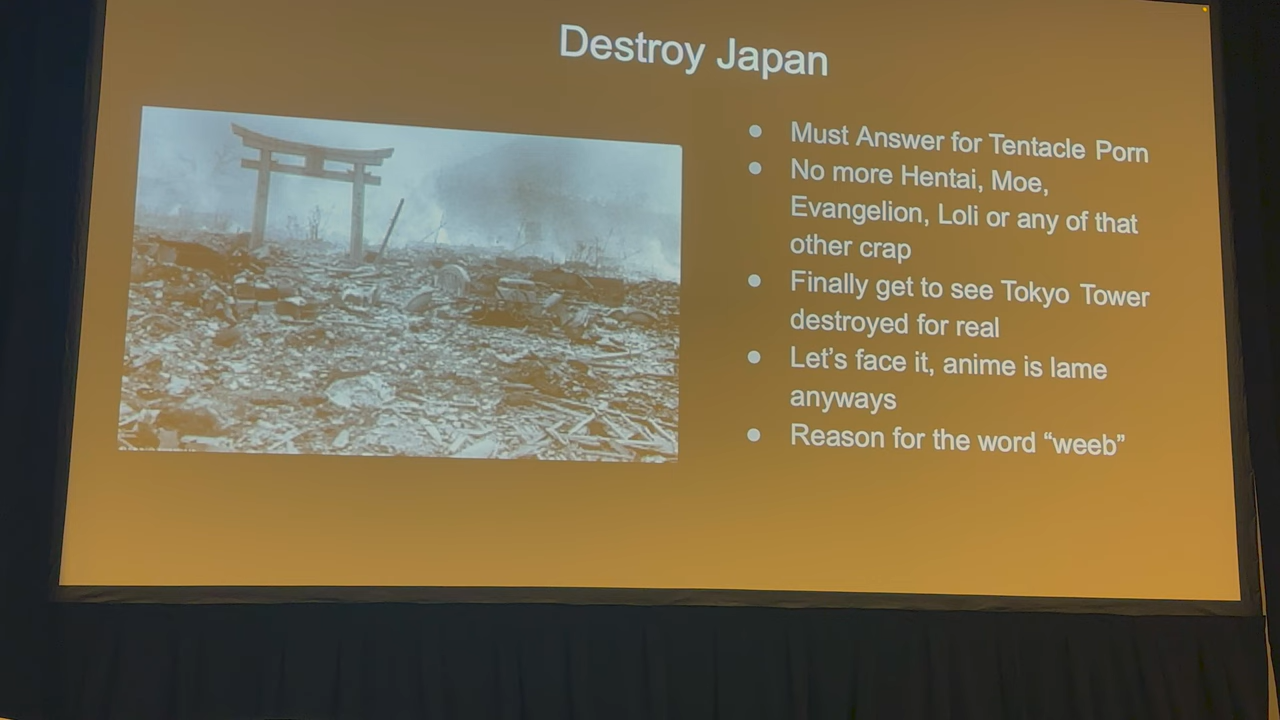 Destroy Japan
● Must Answer for Tentacle Porn
● No more Hentai, Moe,
Evangelion, Loli or any of that
other crap
● Finally get to see Tokyo Tower
destroyed for real
● Let's face it, anime is lame
anyways
● Reason for the word “weeb”